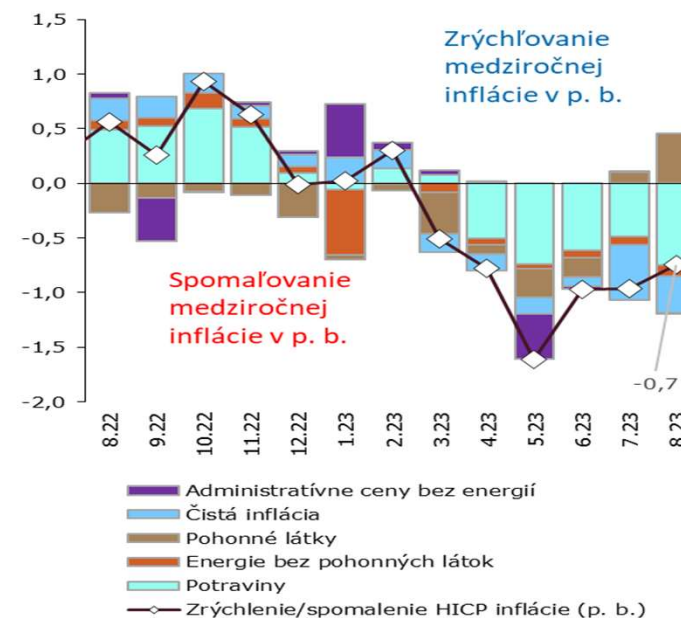 1,5
1,0
0,5
0,0
-0,5
-1,0
-1,5
-2,0
Zrýchľovanie
medziročnej
inflácie v p. b.
Spomaľovanie
medziročnej
inflácie v p. b.
-0,7
8.22
9.22
10.22
11.22
12.22
1.23
2.23
3.23
4.23
5.23
6.23
7.23
8.23
Administratívne ceny bez energií
Čistá inflácia
Pohonné látky
Energie bez pohonných látok
Potraviny
Zrýchlenie/spomalenie HICP inflácie (p. b.)